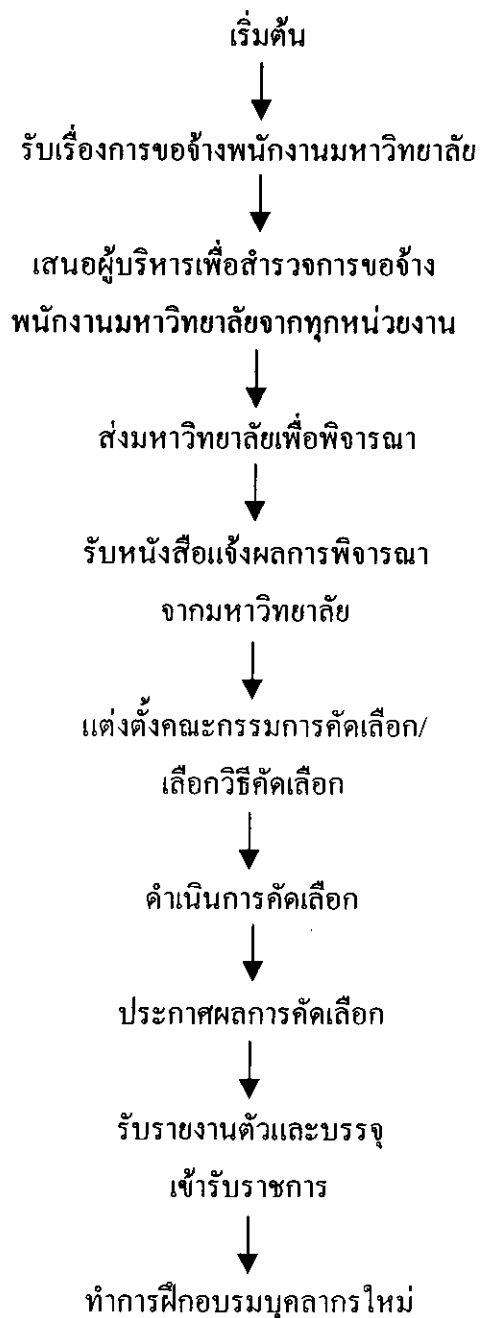 เริ่มต้น
รับเรื่องการขอจ้างพนักงานมหาวิทยาลัย
เสนอผู้บริหารเพื่อสำรวจการขอจ้าง
พนักงานมหาวิทยาลัยจากทุกหน่วยงาน
ส่งมหาวิทยาลัยเพื่อพิจารณา
รับหนังสือแจ้งผลการพิจารณา
จากมหาวิทยาลัย
แต่งตั้งคณะกรรมการคัดเลือก/
เลือกวิธีคัดเลือก
ดำเนินการคัดเลือก
ประกาศผลการคัดเลือก
รับรายงานตัวและบรรจุ
เข้ารับราชการ
ทำการฝึกอบรมบุคลากรใหม่